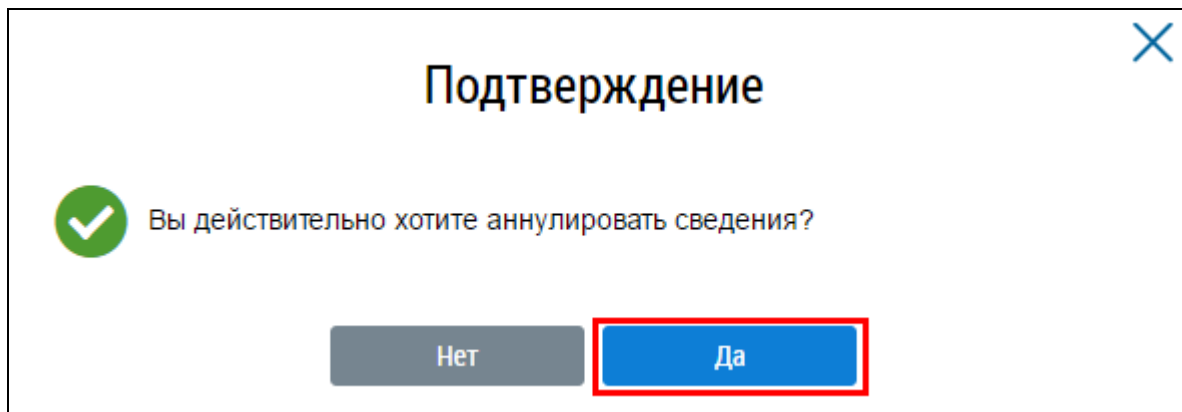 Подтверждение
Вы действительно хотите аннулировать сведения?
Нет
Да